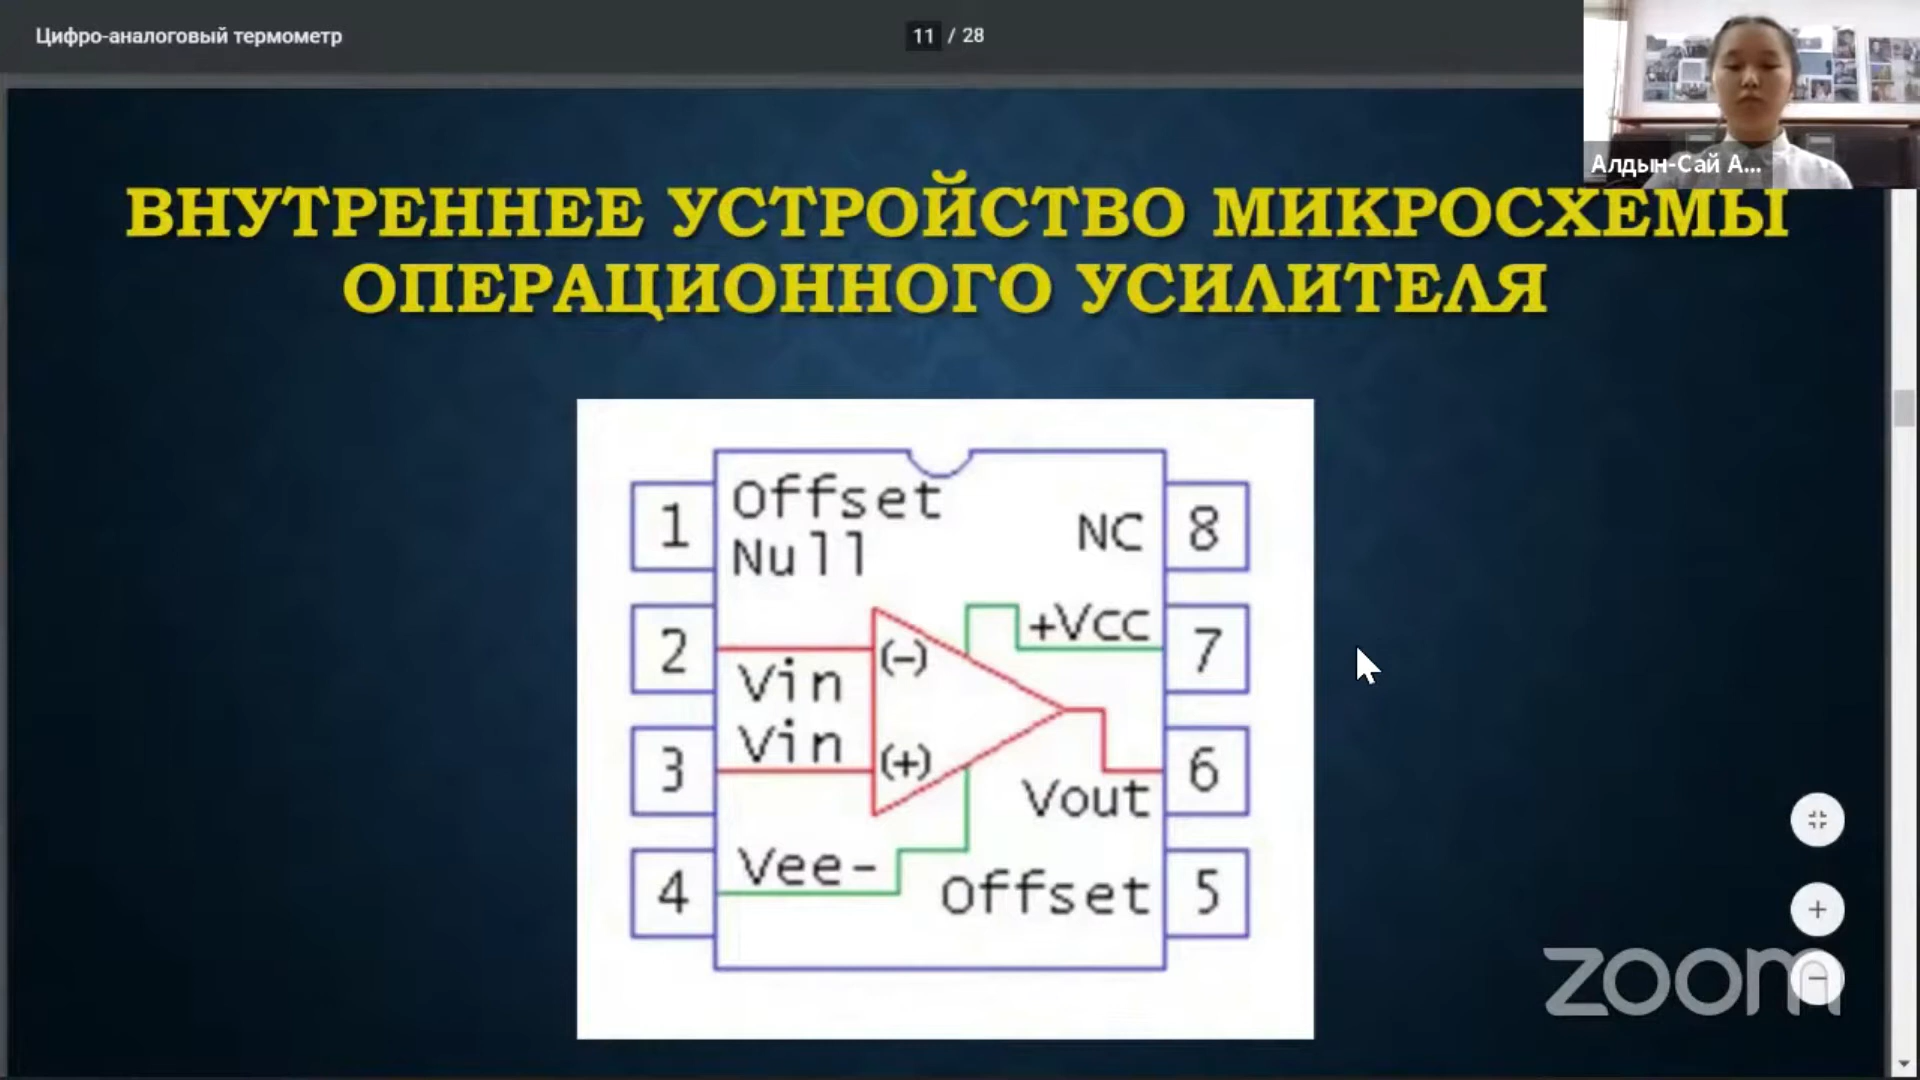 Цифро-аналоговый термометр
11 / 28
Алдын-Сай А...
ВНУТРЕННЕЕ УСТРОЙСТВО МИКРОСХЕМЫ
ОПЕРАЦИОННОГО УСИЛИТЕЛЯ
1
Offset
Null
NC
8
2
Vin
(-)
+Vcc
7
3
Vin
(+)
Vout
6
4
Vee-
Offset
5
zoom